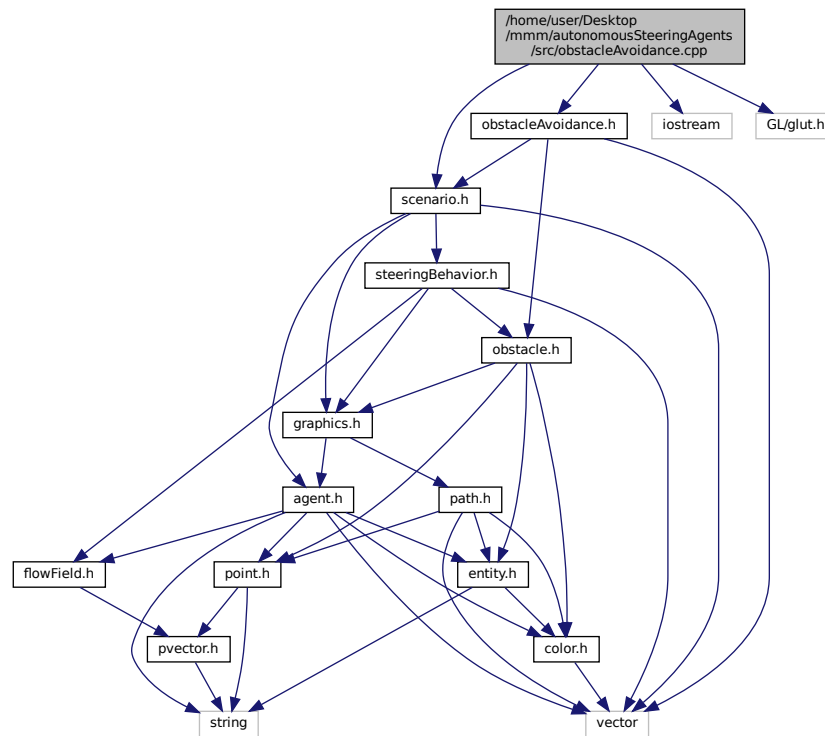 /home/user/Desktop
/mmm/autonomousSteeringAgents
/src/obstacleAvoidance.cpp
obstacleAvoidance.h
iostream
GL/glut.h
scenario.h
steeringBehavior.h
obstacle.h
graphics.h
agent.h
path.h
flowField.h
point.h
entity.h
pvector.h
color.h
string
vector